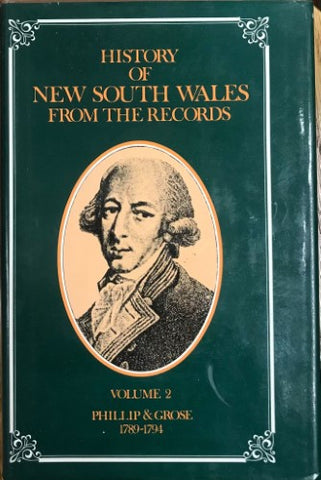 HISTORY
OF
NEW SOUTH WALES
FROM THE RECORDS
VOLUME 2
PHILLIP & GROSE
1789-1794